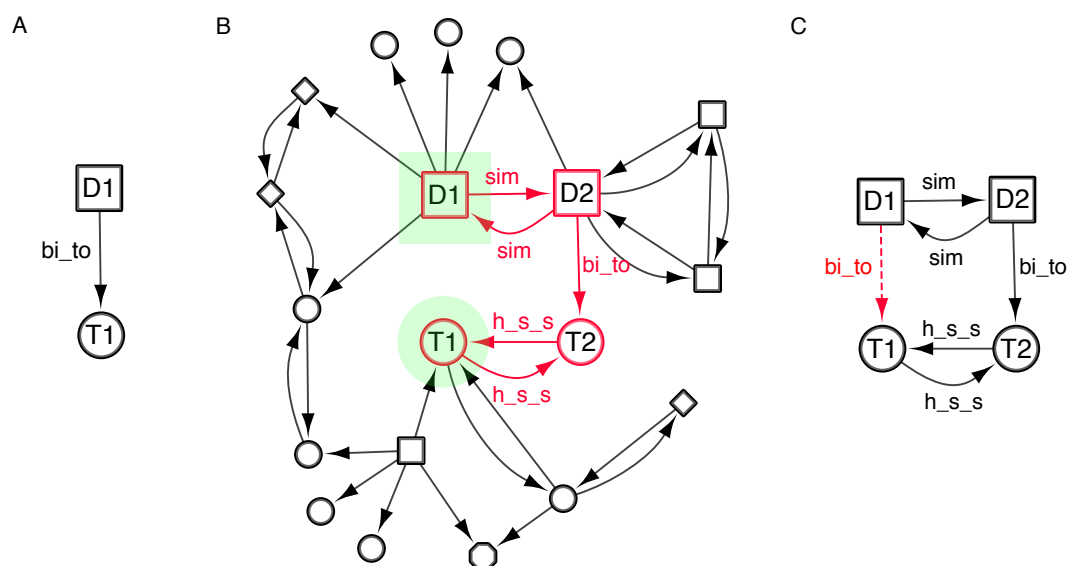 A
B
C
D1
bi_to
T1
D1
sim
D2
sim
bi_to
T1
h_s_s
T2
h_s_s
D1
sim
D2
sim
bi_to
bi_to
T1
h_s_s
T2
h_s_s